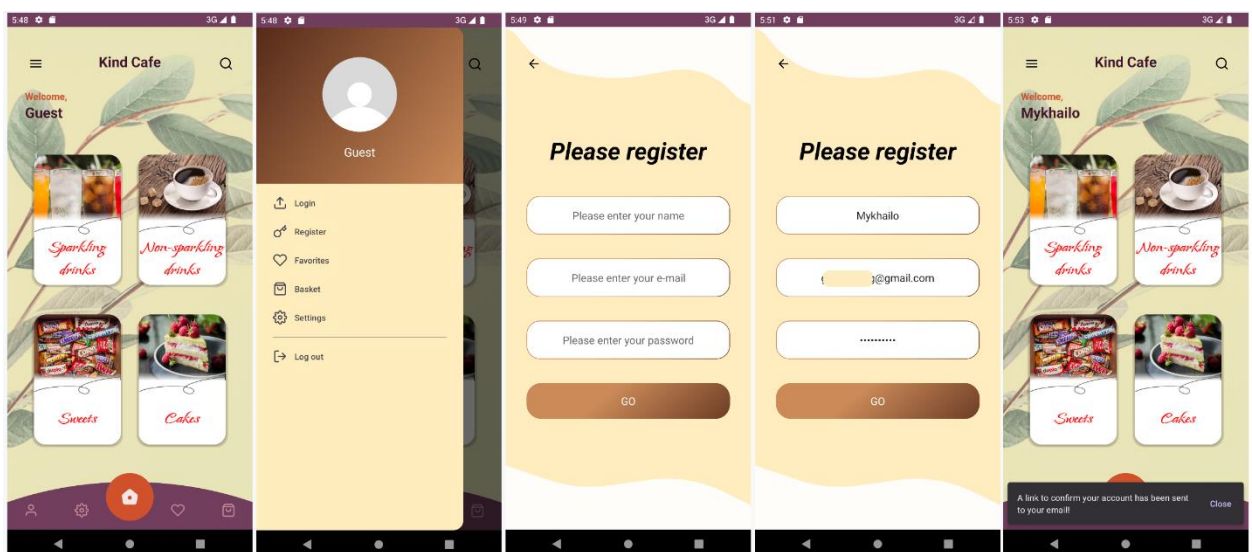 5:48
3G
Kind Cafe
Welcome,
Guest
Sparkling
drinks
Non-sparkling
drinks
Sweets
Cakes
5:48
3G
Guest
Login
Register
Favorites
Basket
Settings
Log out
5:49
3G
Please register
Please enter your name
Please enter your e-mail
Please enter your password
GO
5:51
3G
Please register
Mykhailo
@gmail.com
GO
5:53
3G
Kind Cafe
Welcome,
Mykhailo
Sparkling
drinks
Non-sparkling
drinks
Sweets
Cakes
A link to confirm your account has been sent
to your email!
Close